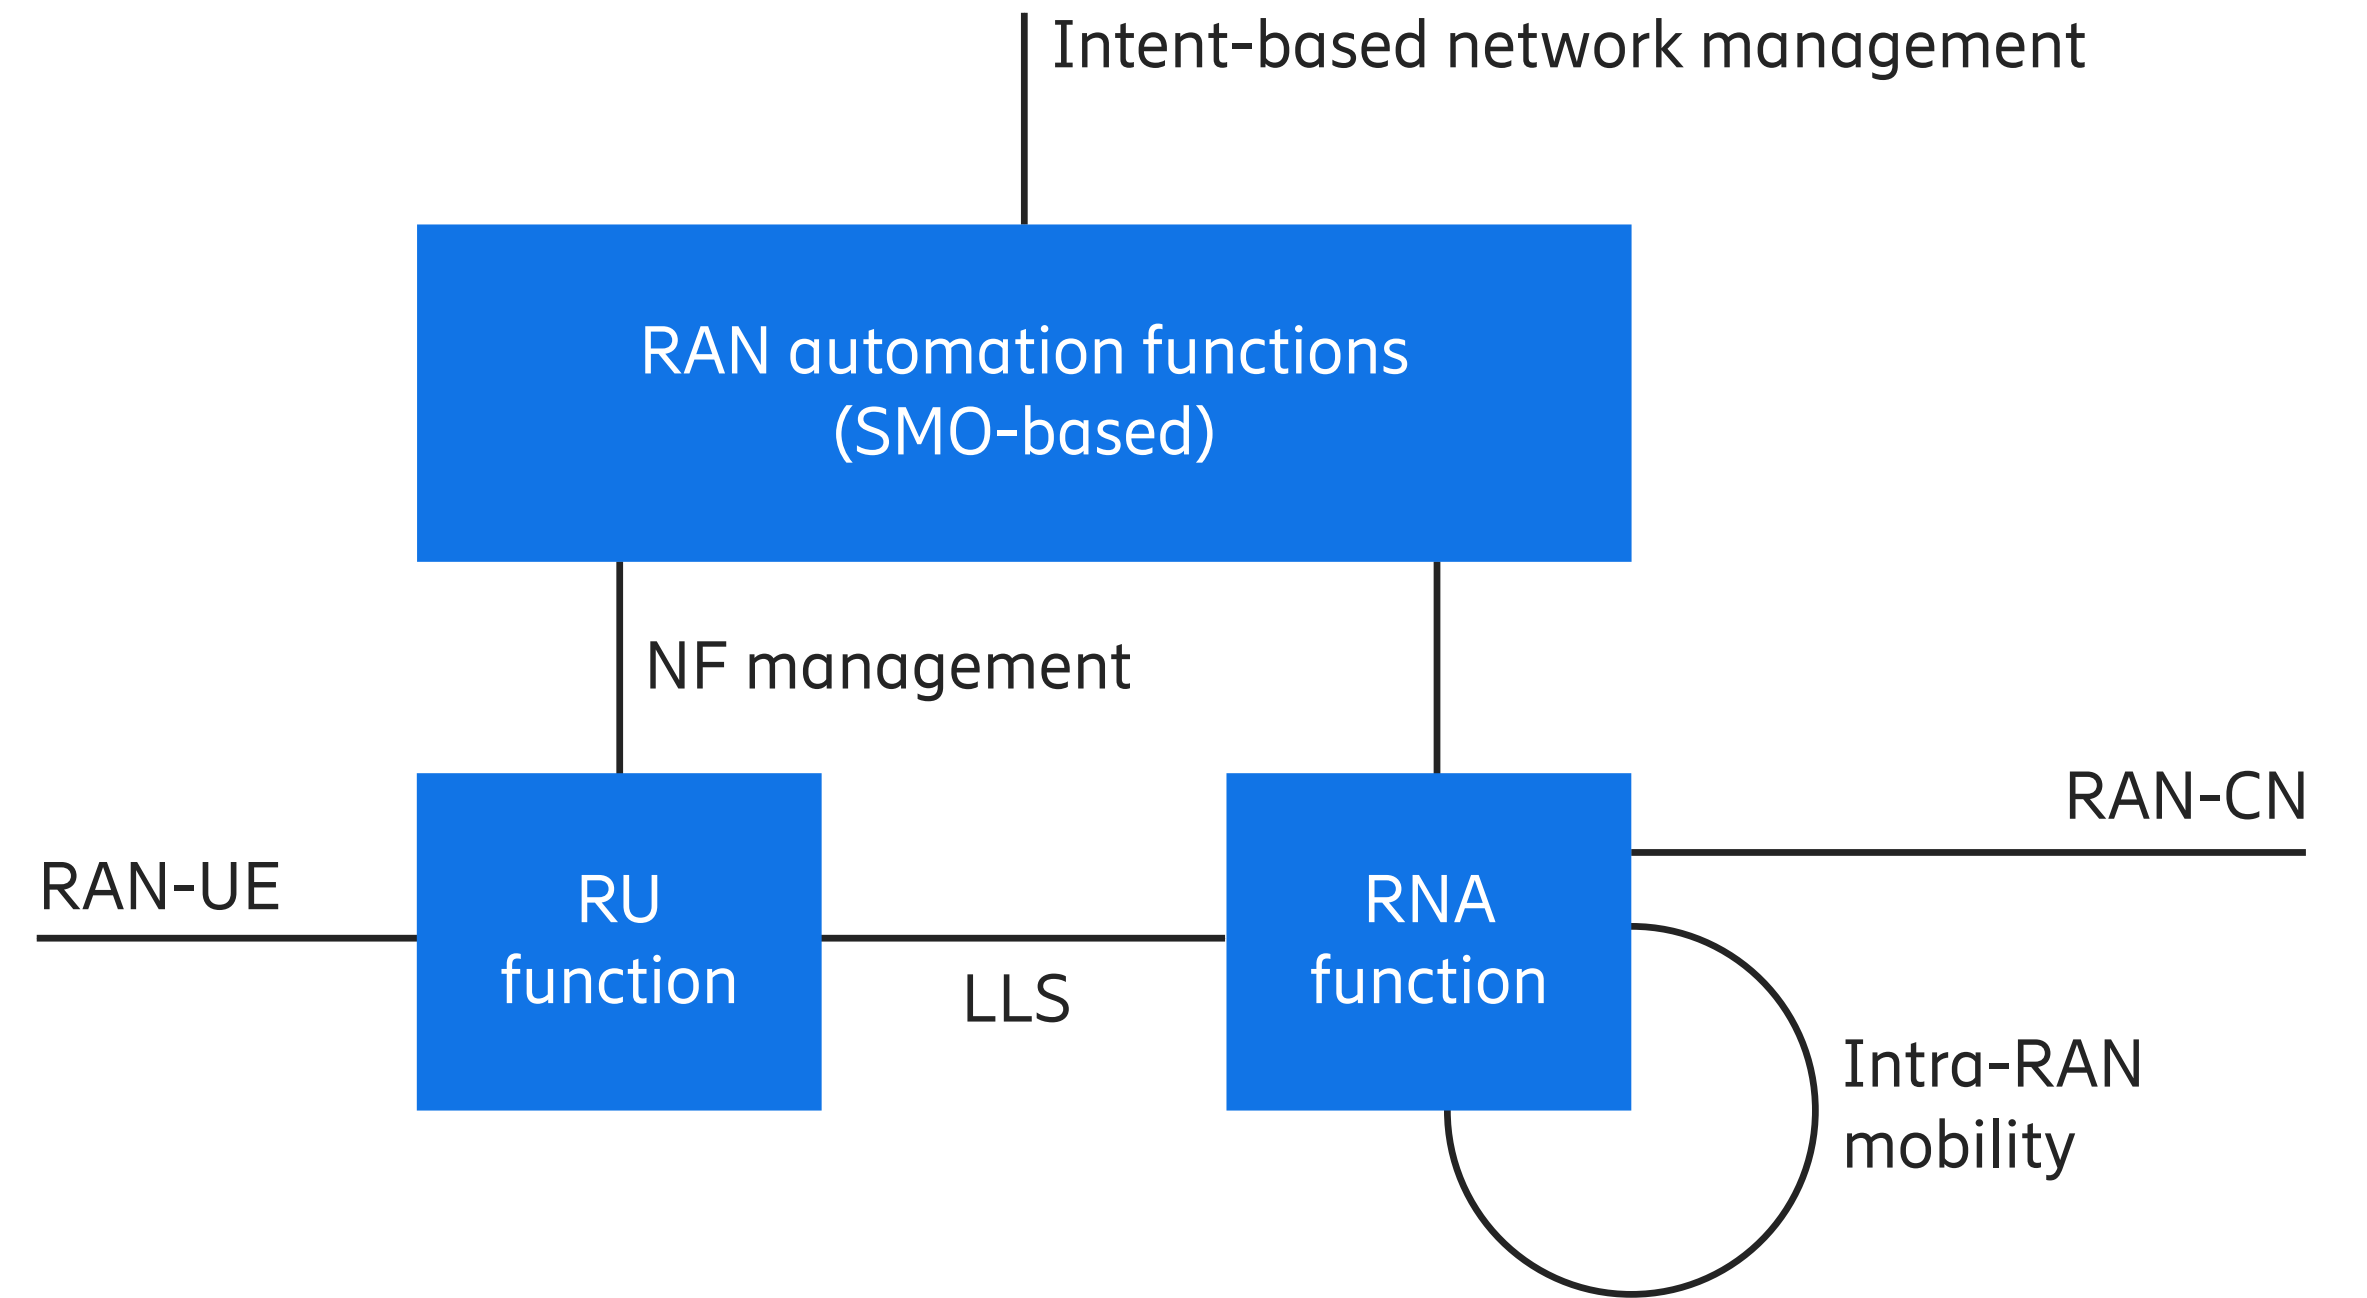 Intent-based network management
RAN automation functions
(SMO-based)
NF management
RAN-CN
RAN-UE
RU
function
LLS
RNA
function
Intra-RAN
mobility